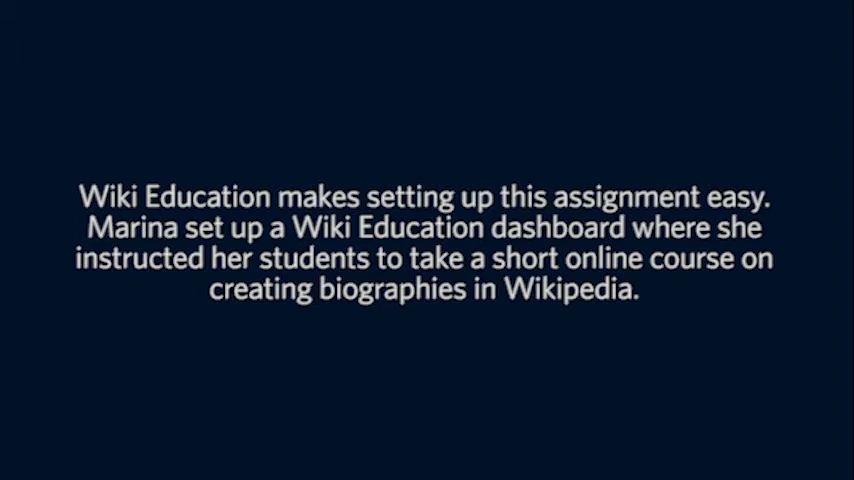 Wiki Education makes setting up this assignment easy.
Marina set up a Wiki Education dashboard where she
instructed her students to take a short online course on
creating biographies in Wikipedia.